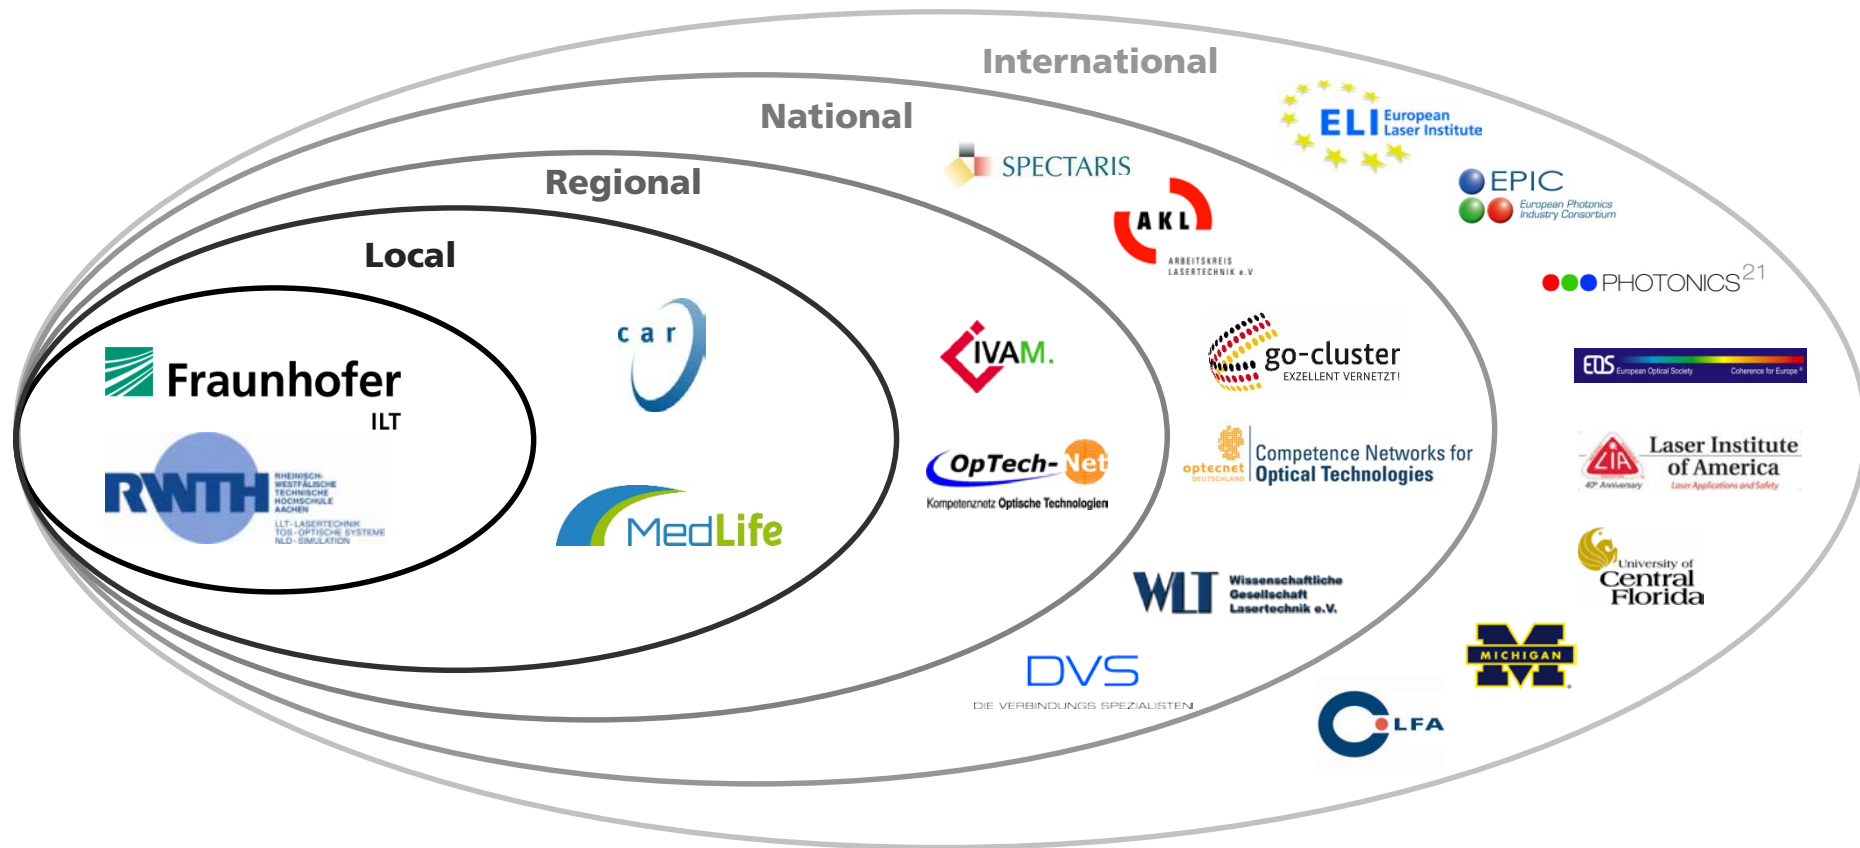 International
National
Regional
Local
Fraunhofer
ILT
RWTH
RHEINISCH-
WESTFÄLISCHE
TECHNISCHE
HOCHSCHULE
AACHEN
LLT - LASERTECHNIK
TOS - OPTISCHE SYSTEME
NLD - SIMULATION
car
MedLife
IVAM.
OpTech-Net
Kompetenznetz Optische Technologien
SPECTARIS
AKL
ARBEITSKREIS
LASERTECHNIK e.V
go-cluster
EXZELLENT VERNETZT!
optecnet
DEUTSCHLAND
Competence Networks for
Optical Technologies
WLT
Wissenschaftliche
Gesellschaft
Lasertechnik e.V.
DVS
DIE VERBINDUNGS SPEZIALISTEN
ELI
European
Laser Institute
EPIC
European Photonics
Industry Consortium
PHOTONICS21
EOS
European Optical Society
Coherence for Europe ®
LIA
40th Anniversary
Laser Institute
of America
Laser Applications and Safety
University of
Central
Florida
MICHIGAN
CLFA